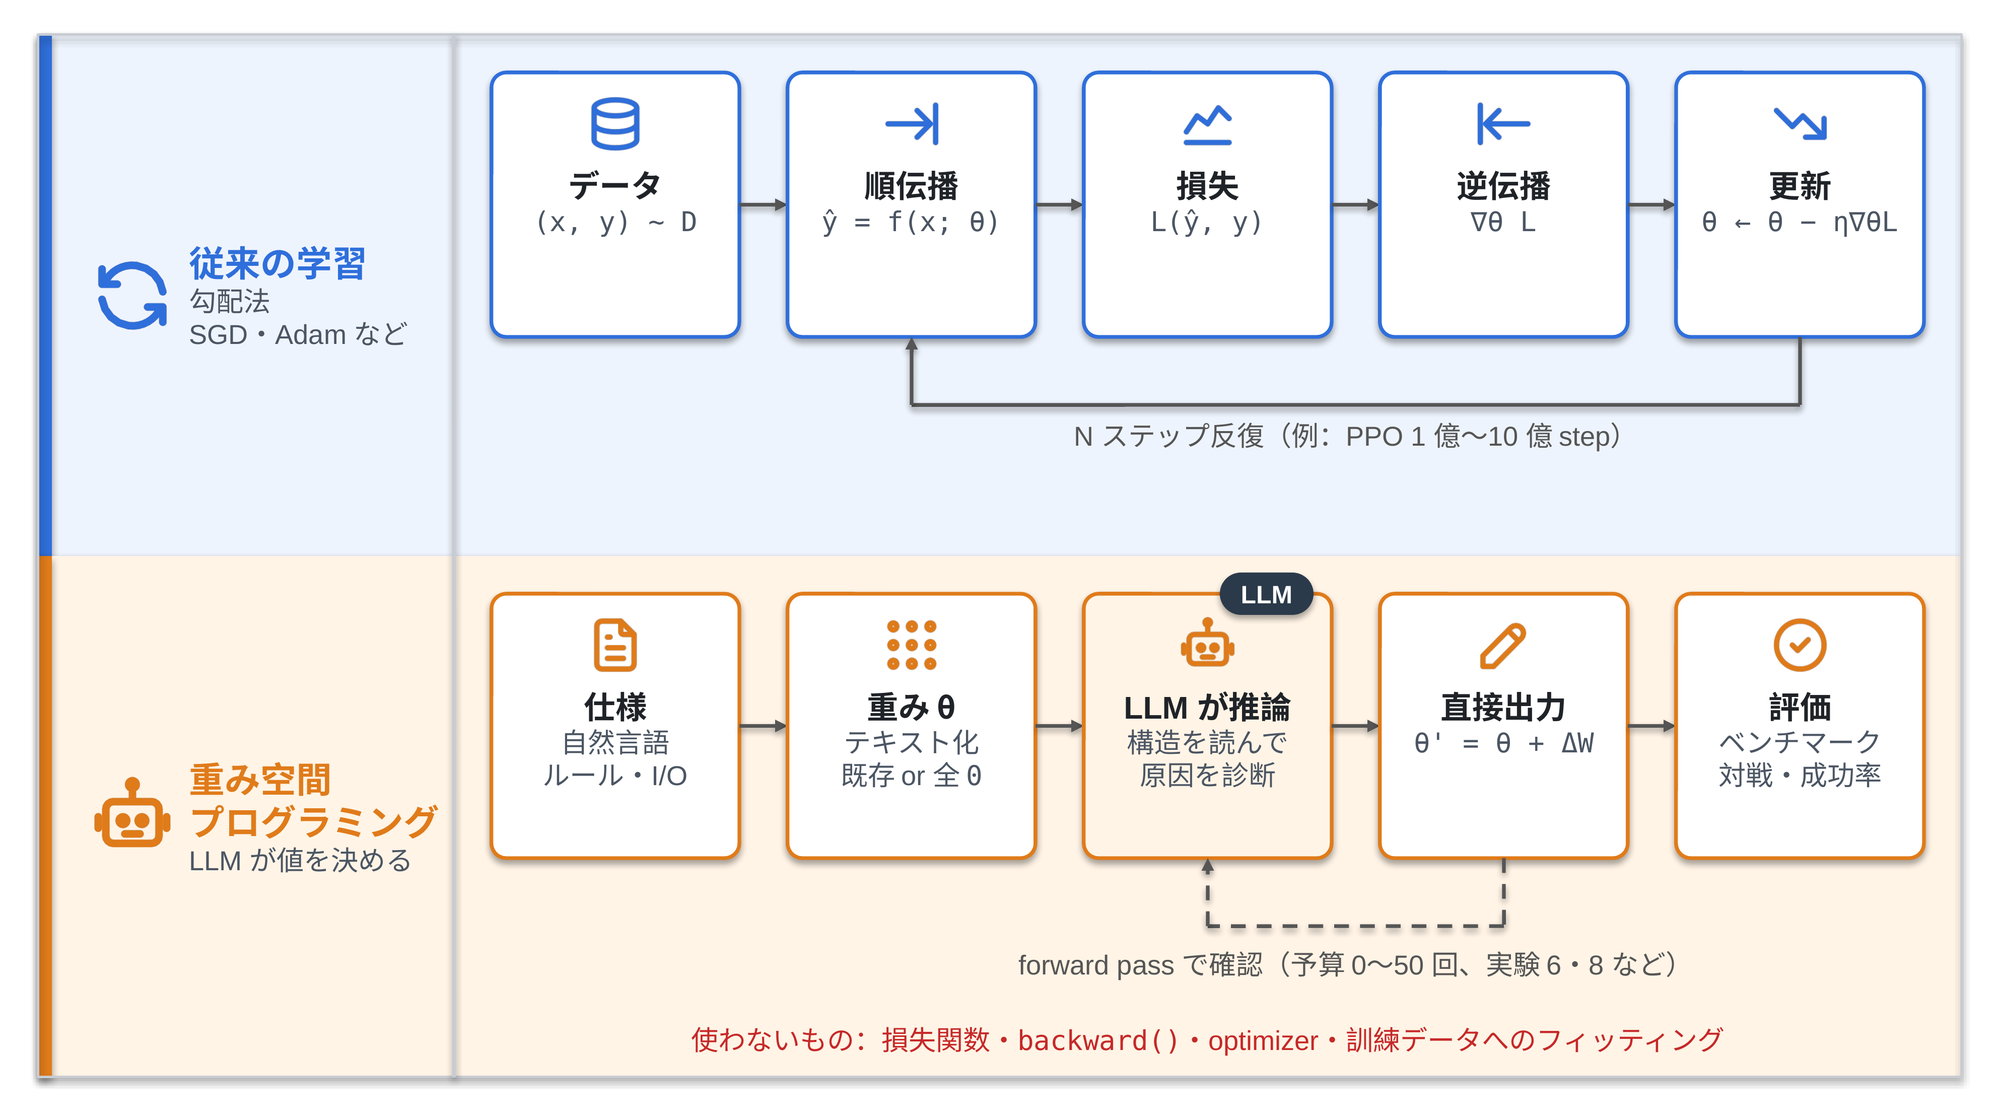 従来の学習
勾配法
SGD・Adam など
データ
(x, y) ~ D
順伝播
ŷ = f(x; θ)
損失
L(ŷ, y)
逆伝播
∇θ L
更新
θ ← θ − η∇θL
N ステップ反復（例：PPO 1 億〜10 億 step）
重み空間
プログラミング
LLM が値を決める
仕様
自然言語
ルール・I/O
重み θ
テキスト化
既存 or 全 0
LLM
LLM が推論
構造を読んで
原因を診断
直接出力
θ' = θ + ΔW
評価
ベンチマーク
対戦・成功率
forward pass で確認（予算 0〜50 回、実験 6・8 など）
使わないもの：損失関数・backward()・optimizer・訓練データへのフィッティング